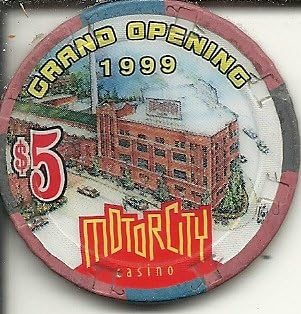 GRAND OPENING
1999
$5
MOTORCITY
casino